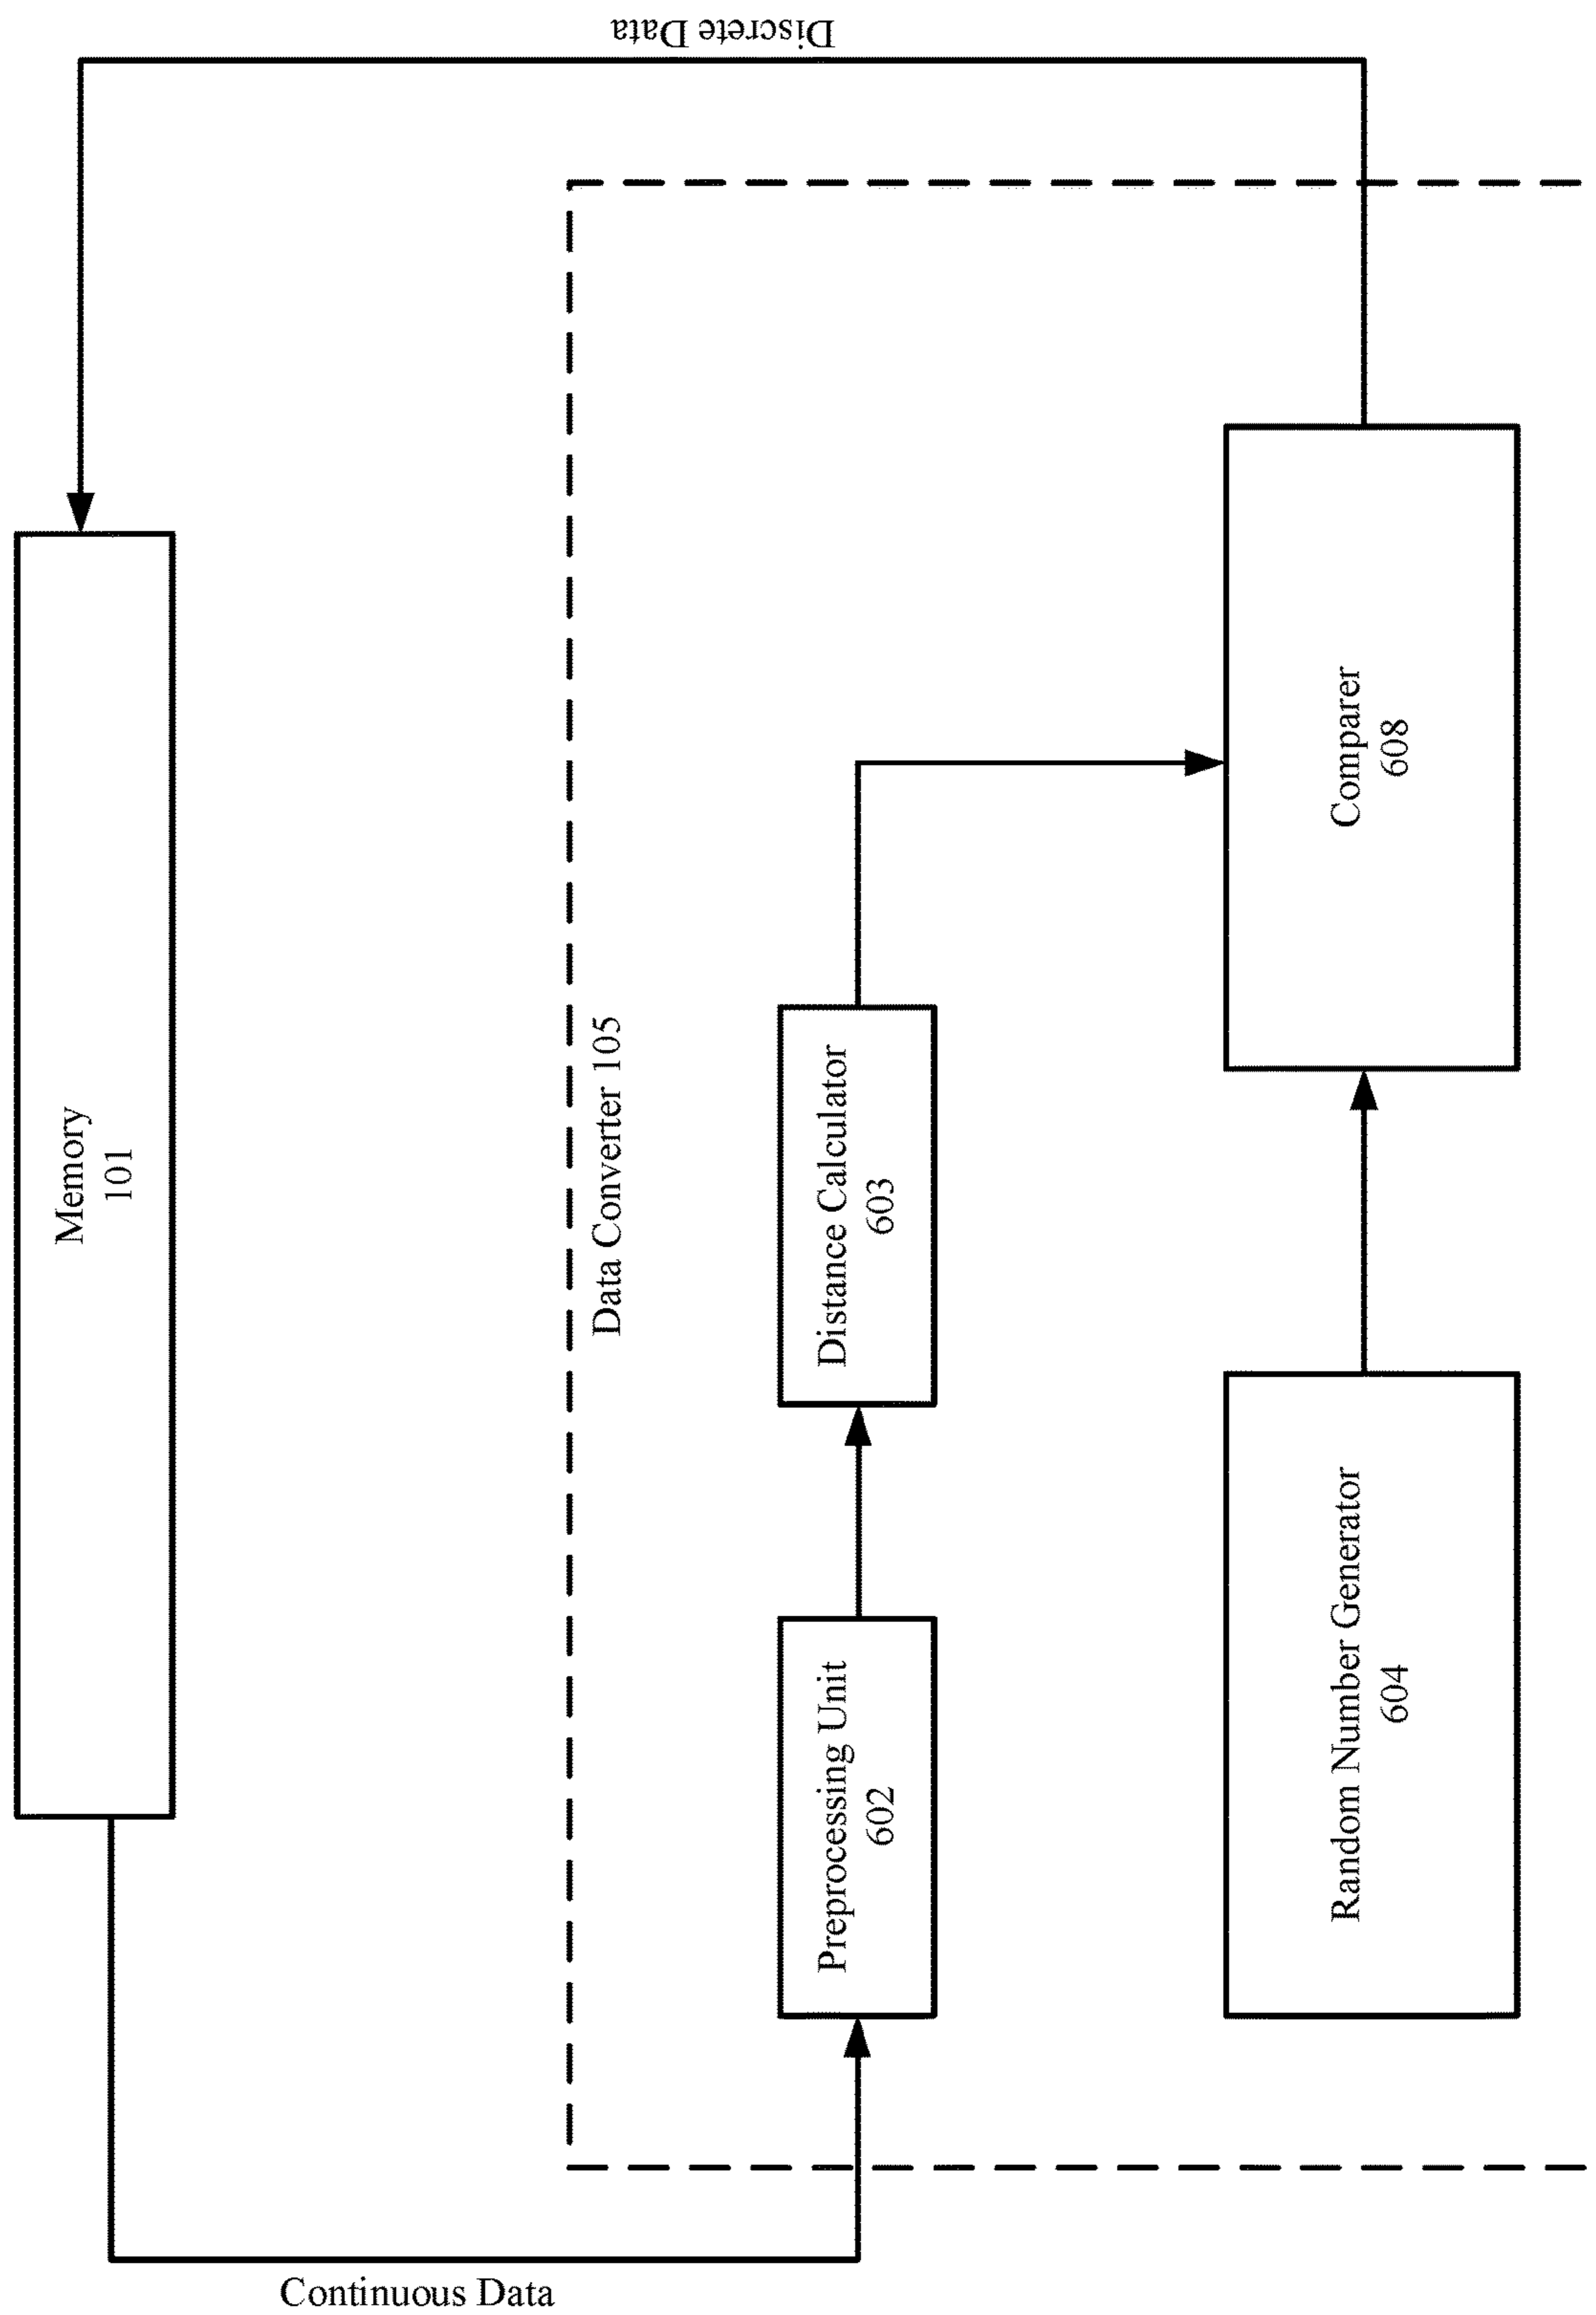 Memory
101
Discrete Data
Continuous Data
Data Converter 105
Preprocessing Unit
602
Distance Calculator
603
Random Number Generator
604
Comparer
608